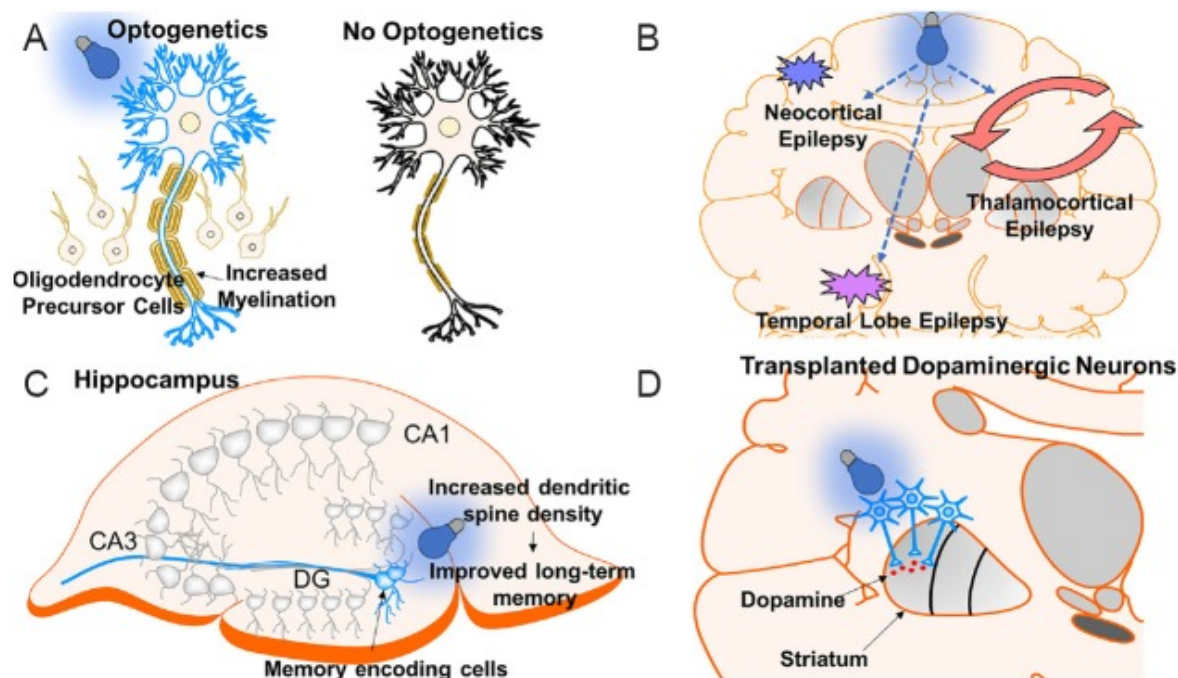 A
Optogenetics
No Optogenetics
Oligodendrocyte
Precursor Cells
Increased
Myelination
B
Neocortical
Epilepsy
Thalamocortical
Epilepsy
Temporal Lobe Epilepsy
C
Hippocampus
CA1
CA3
DG
Increased dendritic
spine density
Improved long-term
memory
Memory encoding cells
D
Transplanted Dopaminergic Neurons
Dopamine
Striatum